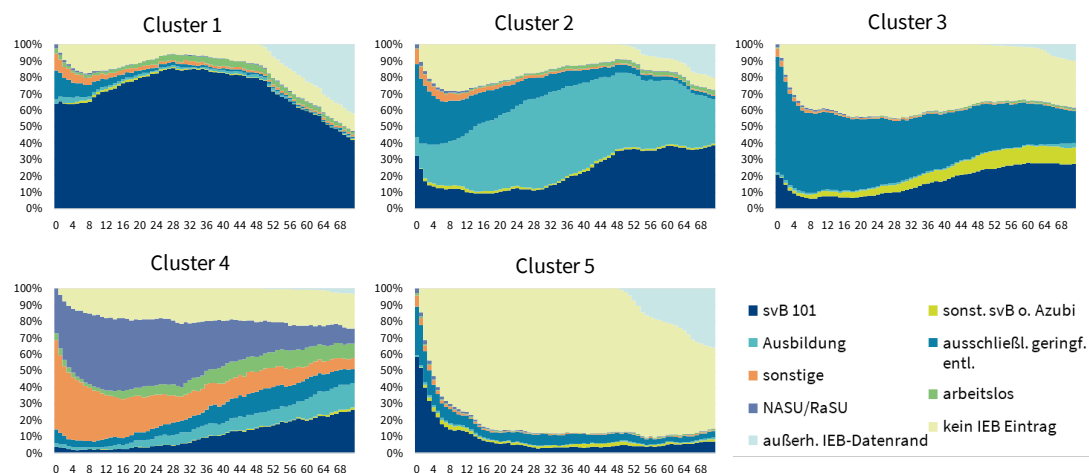 Cluster 1
100%
90%
80%
70%
60%
50%
40%
30%
20%
10%
0%
0 4 8 12 16 20 24 28 32 36 40 44 48 52 56 60 64 68
Cluster 2
100%
90%
80%
70%
60%
50%
40%
30%
20%
10%
0%
0 4 8 12 16 20 24 28 32 36 40 44 48 52 56 60 64 68
Cluster 3
100%
90%
80%
70%
60%
50%
40%
30%
20%
10%
0%
0 4 8 12 16 20 24 28 32 36 40 44 48 52 56 60 64 68
Cluster 4
100%
90%
80%
70%
60%
50%
40%
30%
20%
10%
0%
0 4 8 12 16 20 24 28 32 36 40 44 48 52 56 60 64 68
Cluster 5
100%
90%
80%
70%
60%
50%
40%
30%
20%
10%
0%
0 4 8 12 16 20 24 28 32 36 40 44 48 52 56 60 64 68
svB 101
Ausbildung
sonstige
NASU/RaSU
außerh. IEB-Datenrand
sonst. svB o. Azubi
ausschließl. geringf.
entl.
arbeitslos
kein IEB Eintrag